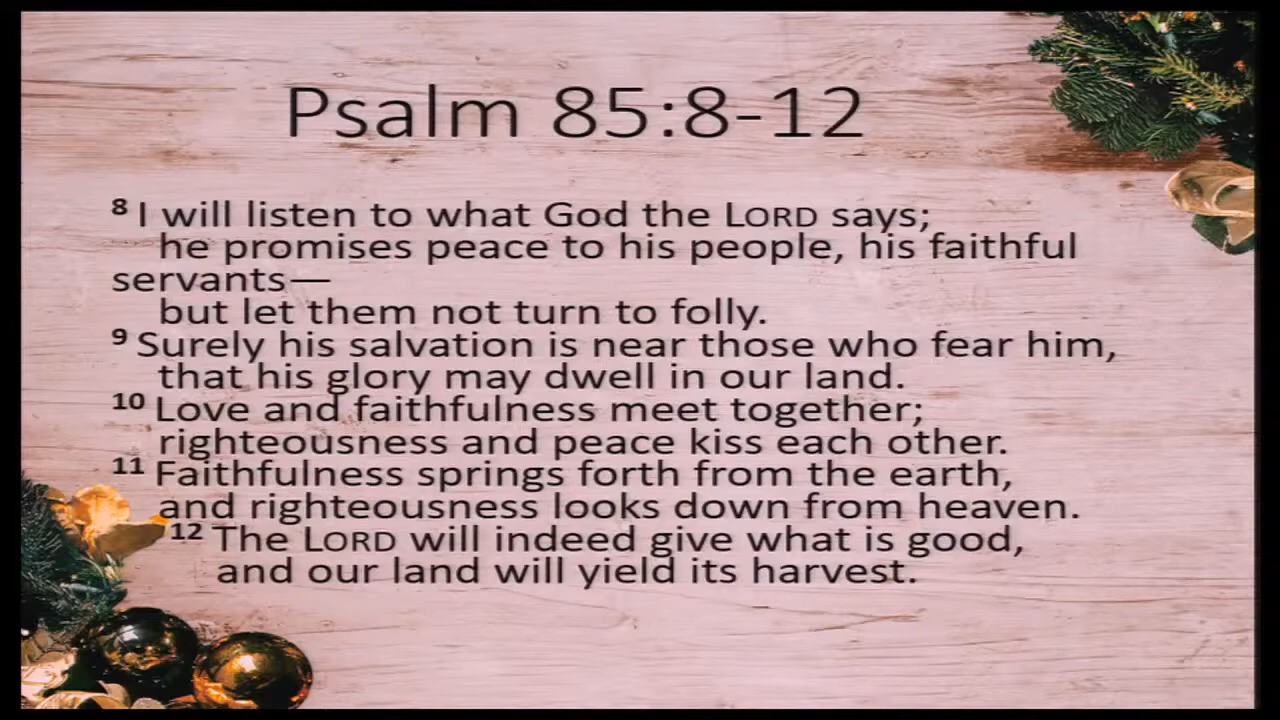 Psalm 85:8-12
8 I will listen to what God the LORD says;
he promises peace to his people, his faithful
servants—
but let them not turn to folly.
9 Surely his salvation is near those who fear him,
that his glory may dwell in our land.
10 Love and faithfulness meet together;
righteousness and peace kiss each other.
11 Faithfulness springs forth from the earth,
and righteousness looks down from heaven.
12 The LORD will indeed give what is good,
and our land will yield its harvest.